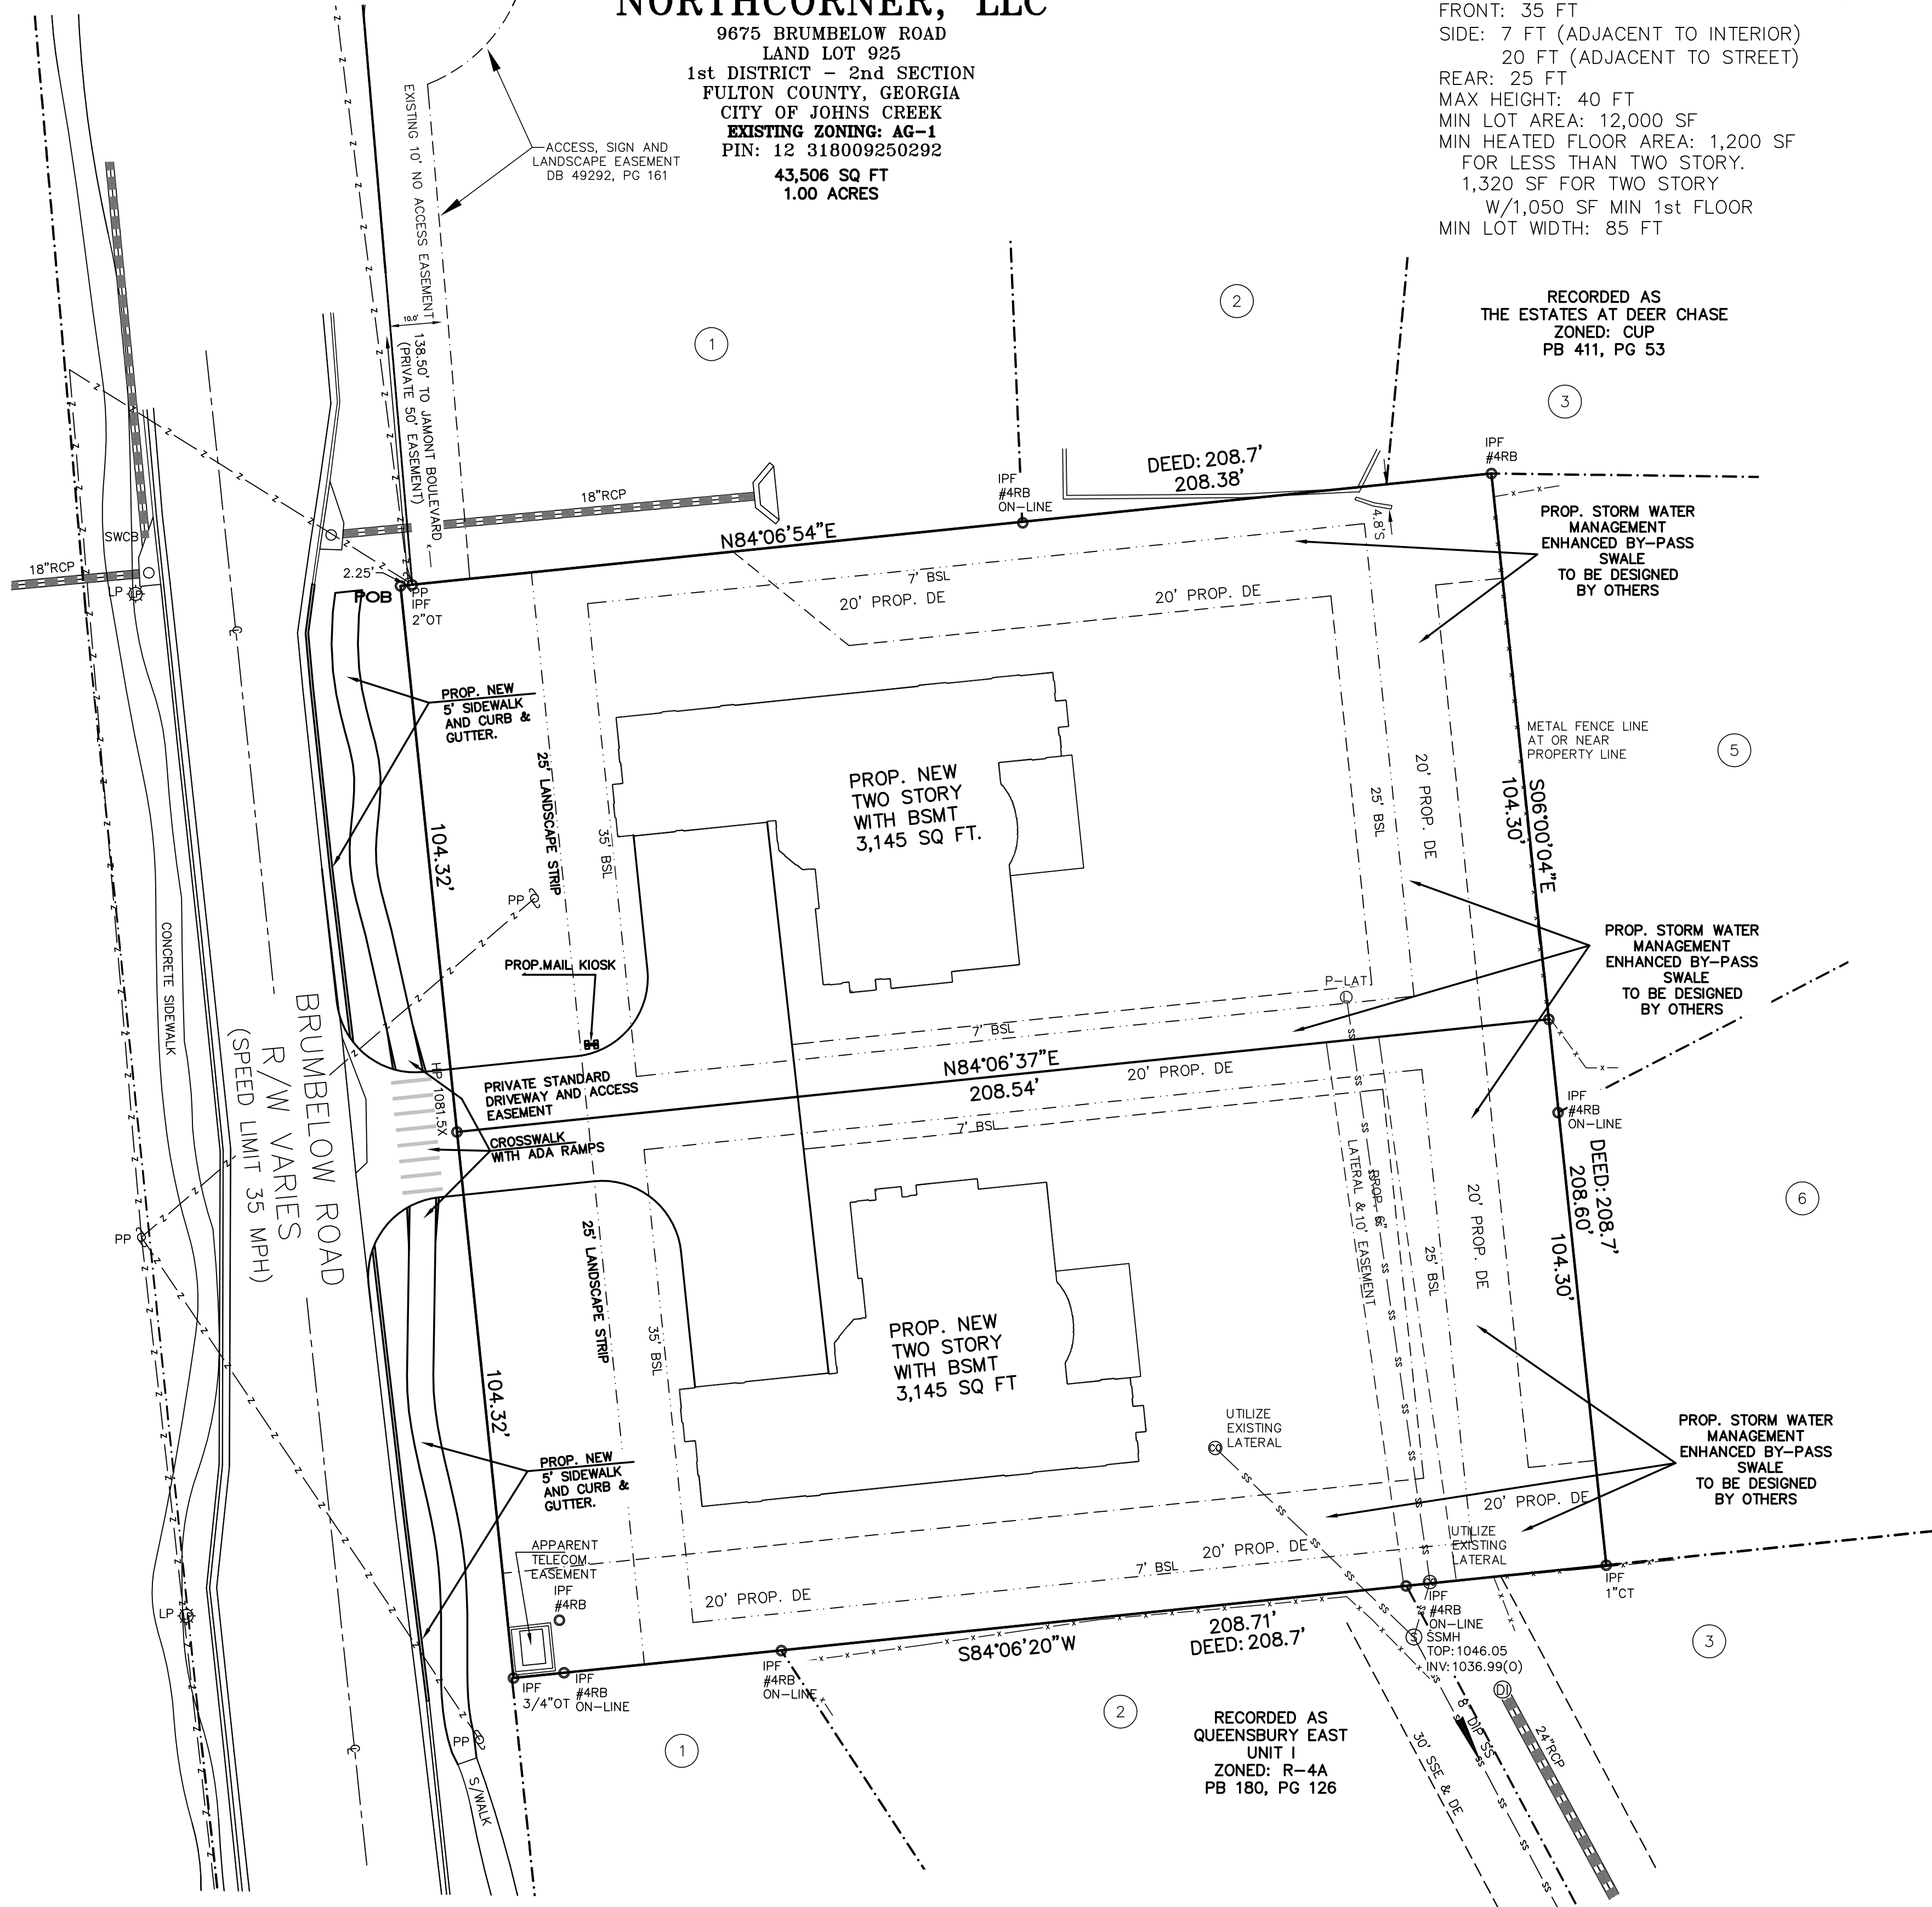 NORTHCORNER, LLC
9675 BRUMBELOW ROAD
LAND LOT 925
1st DISTRICT – 2nd SECTION
FULTON COUNTY, GEORGIA
CITY OF JOHNS CREEK
EXISTING ZONING: AG–1
PIN: 12 318009250292
43,506 SQ FT
1.00 ACRES
FRONT: 35 FT
SIDE: 7 FT (ADJACENT TO INTERIOR)
20 FT (ADJACENT TO STREET)
REAR: 25 FT
MAX HEIGHT: 40 FT
MIN LOT AREA: 12,000 SF
MIN HEATED FLOOR AREA: 1,200 SF
FOR LESS THAN TWO STORY.
1,320 SF FOR TWO STORY
W/1,050 SF MIN 1st FLOOR
MIN LOT WIDTH: 85 FT
ACCESS, SIGN AND
LANDSCAPE EASEMENT
DB 49292, PG 161
EXISTING 10' NO ACCESS EASEMENT
10.0'
138.50' TO JAMONT BOULEVARD
(PRIVATE 50' EASEMENT)
1
2
RECORDED AS
THE ESTATES AT DEER CHASE
ZONED: CUP
PB 411, PG 53
3
IPF
#4RB
DEED: 208.7'
208.38'
IPF
#4RB
ON–LINE
18"RCP
N84°06'54"E
4.8'S
PROP. STORM WATER
MANAGEMENT
ENHANCED BY–PASS
SWALE
TO BE DESIGNED
BY OTHERS
SWCB
18"RCP
LP
LP
2.25'
POB
PP
IPF
2"OT
7' BSL
20' PROP. DE
20' PROP. DE
PROP. NEW
5' SIDEWALK
AND CURB &
GUTTER.
25' LANDSCAPE STRIP
35' BSL
104.32'
PROP. NEW
TWO STORY
WITH BSMT
3,145 SQ FT.
25' BSL
20' PROP. DE
METAL FENCE LINE
AT OR NEAR
PROPERTY LINE
5
S06°00'04"E
104.30'
PP
CONCRETE SIDEWALK
PROP.MAIL KIOSK
P–LAT
L
PROP. STORM WATER
MANAGEMENT
ENHANCED BY–PASS
SWALE
TO BE DESIGNED
BY OTHERS
7' BSL
BRUMBELOW ROAD
R/W VARIES
(SPEED LIMIT 35 MPH)
HP 1081.5X
PRIVATE STANDARD
DRIVEWAY AND ACCESS
EASEMENT
N84°06'37"E
208.54'
20' PROP. DE
7' BSL
CROSSWALK
WITH ADA RAMPS
IPF
#4RB
ON–LINE
DEED: 208.7'
208.60'
6
PP
PROP. 6"
LATERAL & 10' EASEMENT
25' BSL
20' PROP. DE
104.30'
25' LANDSCAPE STRIP
35' BSL
104.32'
PROP. NEW
TWO STORY
WITH BSMT
3,145 SQ FT
UTILIZE
EXISTING
LATERAL
CO
PROP. STORM WATER
MANAGEMENT
ENHANCED BY–PASS
SWALE
TO BE DESIGNED
BY OTHERS
PROP. NEW
5' SIDEWALK
AND CURB &
GUTTER.
20' PROP. DE
UTILIZE
EXISTING
LATERAL
APPARENT
TELECOM.
EASEMENT
IPF
#4RB
20' PROP. DE
7' BSL
20' PROP. DE
CO
IPF
1"CT
LP
LP
208.71'
DEED: 208.7'
S84°06'20"W
IPF
#4RB
ON–LINE
S
SSMH
TOP:1046.05
INV:1036.99(O)
3
IPF
3/4"OT
IPF
#4RB
ON–LINE
IPF
#4RB
ON–LINE
DI
PP
S/WALK
1
2
RECORDED AS
QUEENSBURY EAST
UNIT I
ZONED: R–4A
PB 180, PG 126
30' SSE & DE
8" DIP SS
24"RCP